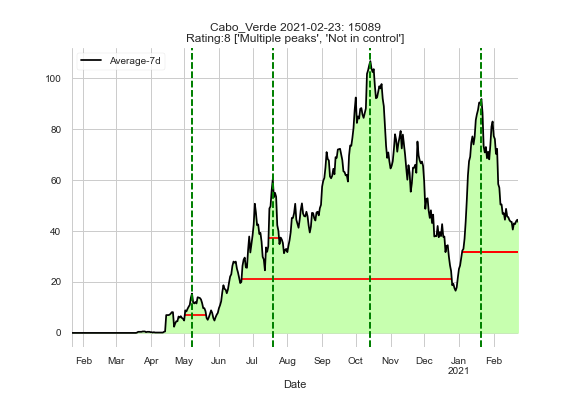 Cabo_Verde 2021-02-23: 15089
Rating:8 ['Multiple peaks', 'Not in control']
Average-7d
100
80
60
40
20
0
Feb Mar Apr May Jun Jul Aug Sep Oct Nov Dec Jan Feb
2021
Date